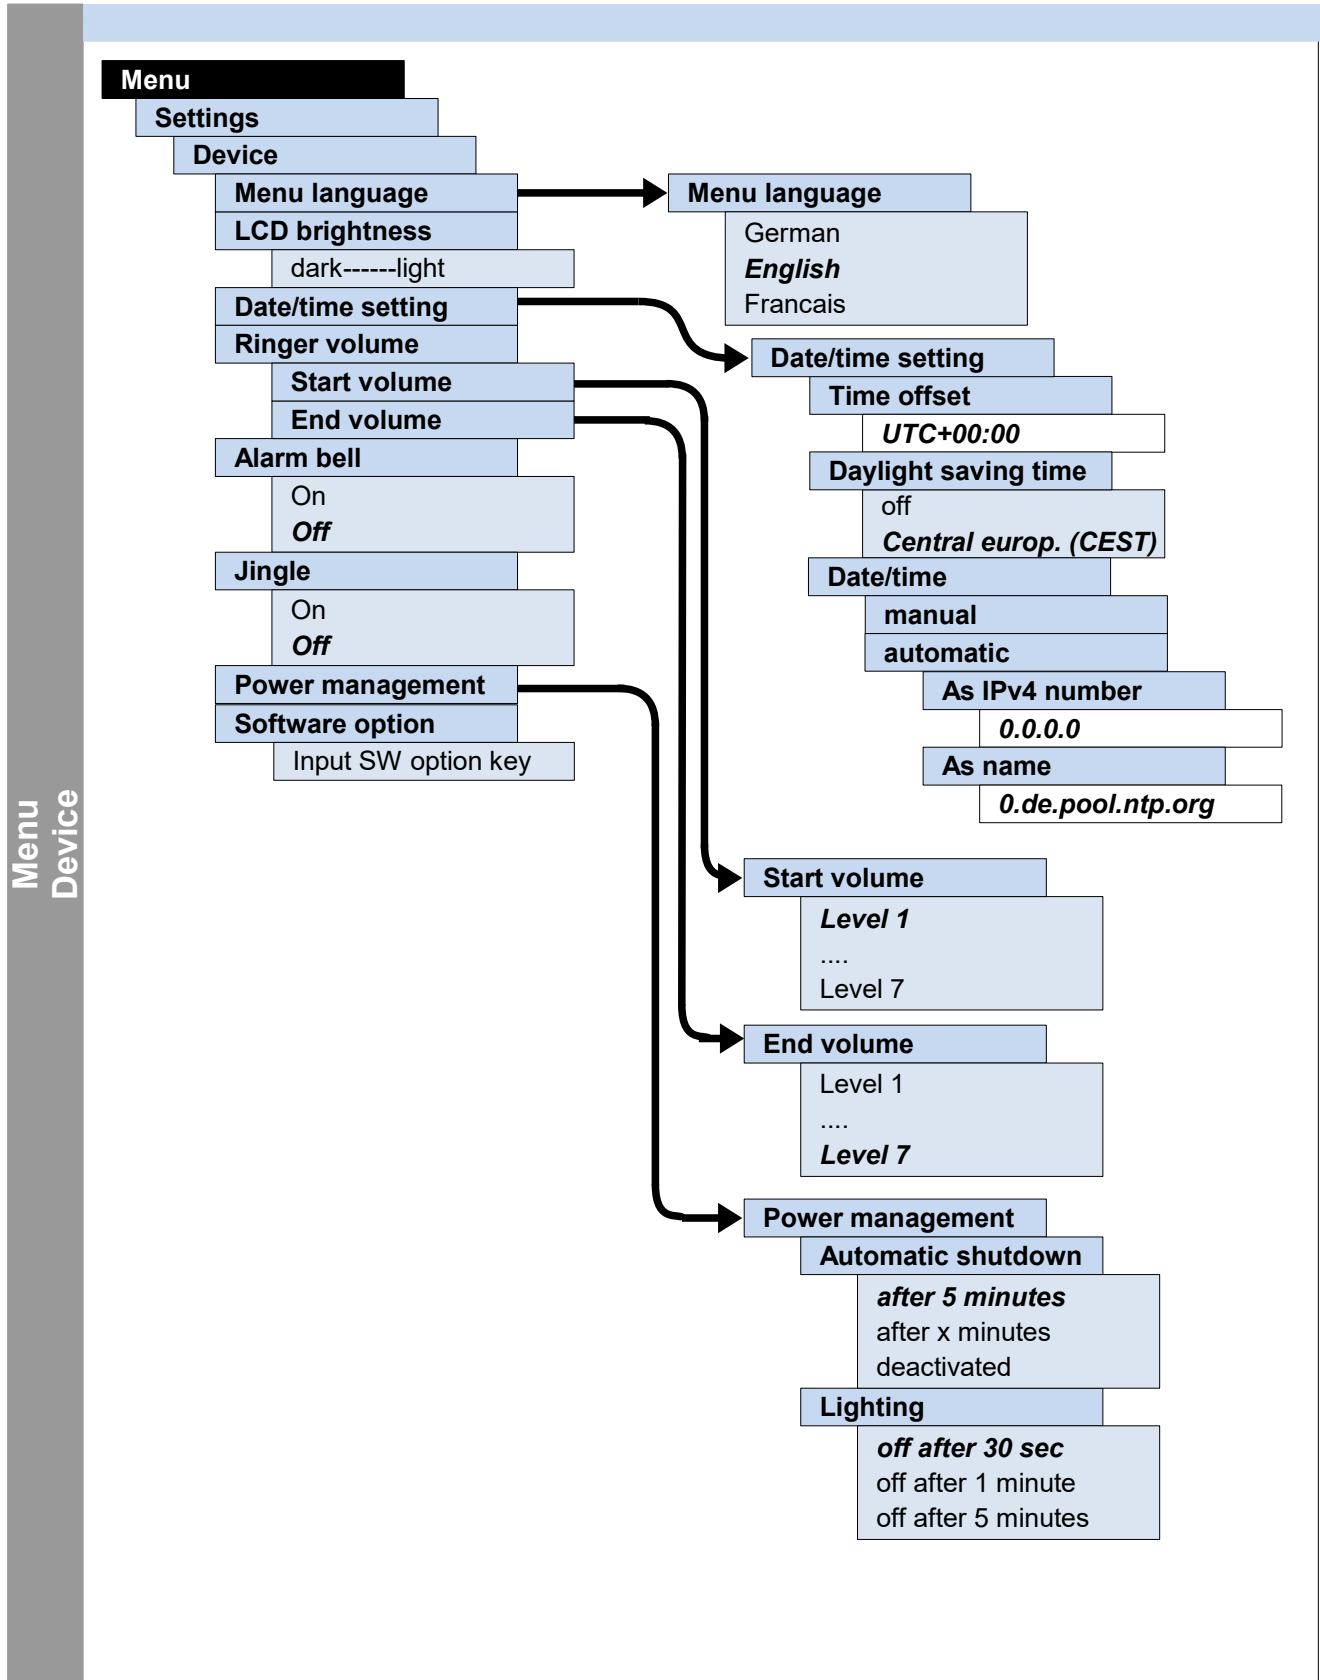 Menu
Settings
Device
Menu language
LCD brightness
dark------light
Date/time setting
Ringer volume
Start volume
End volume
Alarm bell
On
Off
Jingle
On
Off
Power management
Software option
Input SW option key
Menu language
German
English
Francais
Date/time setting
Time offset
UTC+00:00
Daylight saving time
off
Central europ. (CEST)
Date/time
manual
automatic
As IPv4 number
0.0.0.0
As name
0.de.pool.ntp.org
Start volume
Level 1
....
Level 7
End volume
Level 1
....
Level 7
Power management
Automatic shutdown
after 5 minutes
after x minutes
deactivated
Lighting
off after 30 sec
off after 1 minute
off after 5 minutes
Menu
Device